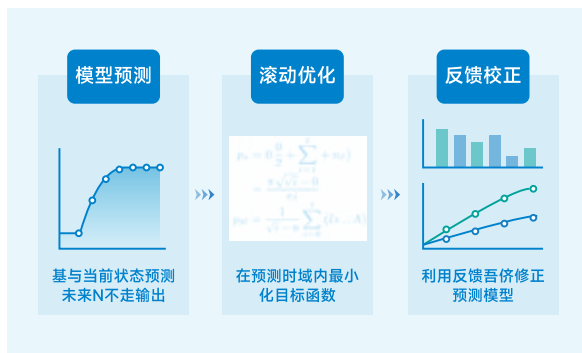 模型预测
滚动优化
反馈校正
基与当前状态预测
未来N不走输出
在预测时域内最小
化目标函数
利用反馈吾侪修正
预测模型